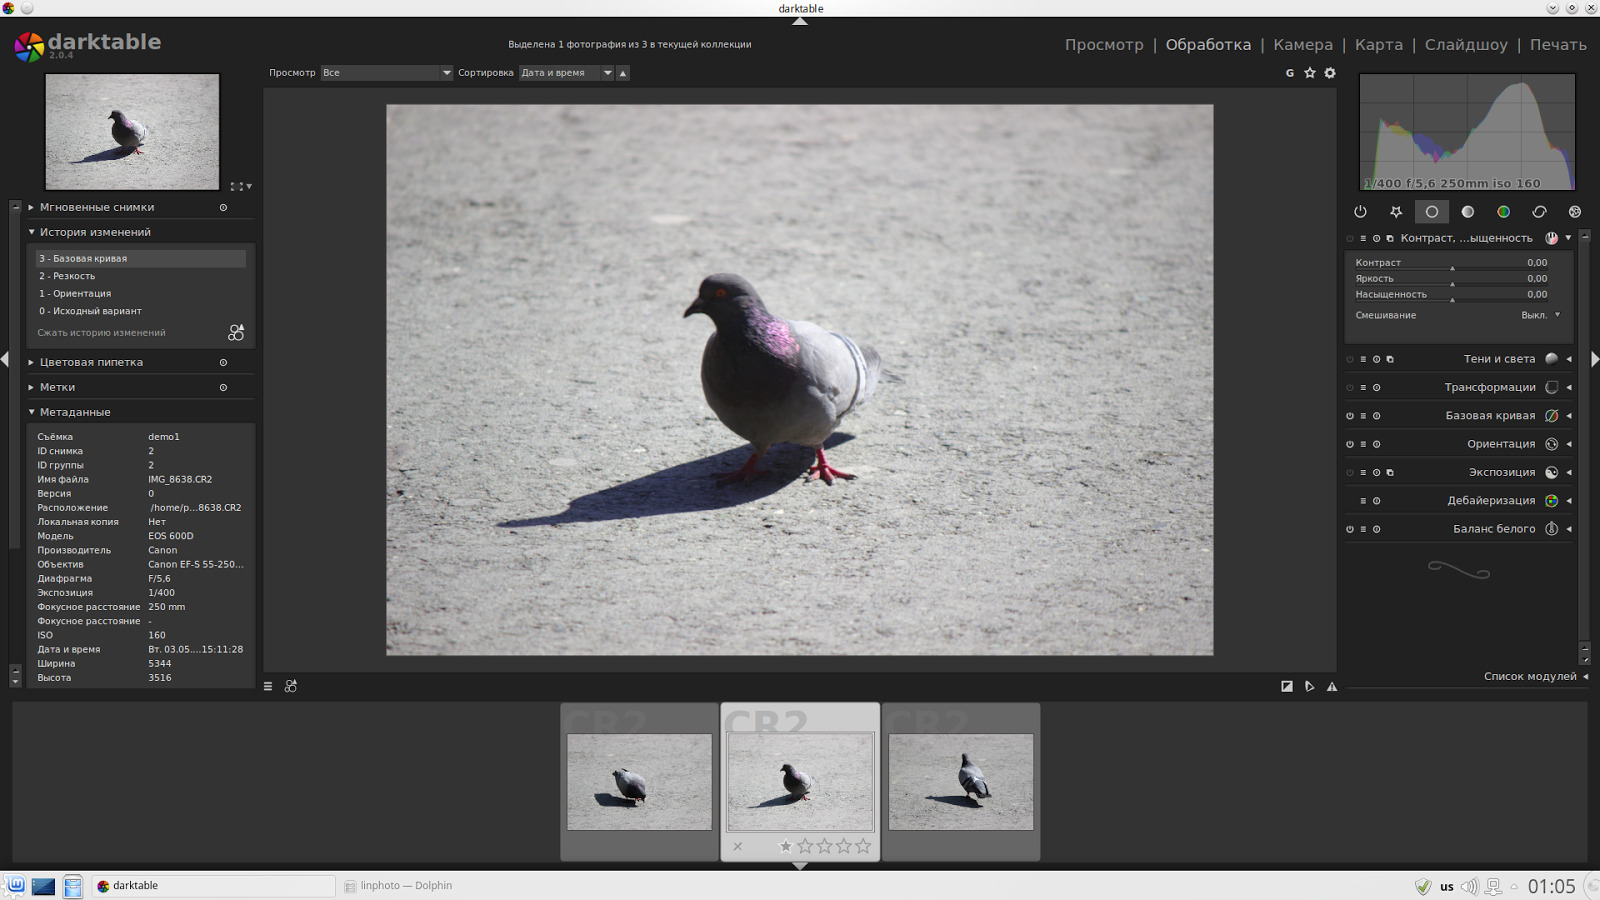 darktable
darktable
2.0.4
Выделена 1 фотография из 3 в текущей коллекции
Просмотр | Обработка | Камера | Карта | Слайдшоу | Печать
Просмотр Все Сортировка Дата и время
G
1/400 f/5,6 250mm iso 160
Мгновенные снимки
История изменений
3 - Базовая кривая
2 - Резкость
1 - Ориентация
0 - Исходный вариант
Сжать историю изменений
Цветовая пипетка
Метки
Метаданные
Съёмка demo1
ID снимка 2
ID группы 2
Имя файла IMG_8638.CR2
Версия 0
Расположение /home/p...8638.CR2
Локальная копия Нет
Модель EOS 600D
Производитель Canon
Объектив Canon EF-S 55-250...
Диафрагма F/5,6
Экспозиция 1/400
Фокусное расстояние 250 mm
Фокусное расстояние -
ISO 160
Дата и время Вт. 03.05....15:11:28
Ширина 5344
Высота 3516
Контраст, ...ыщенность
Контраст 0,00
Яркость 0,00
Насыщенность 0,00
Смешивание Выкл.
Тени и света
Трансформации
Базовая кривая
Ориентация
Экспозиция
Дебайеризация
Баланс белого
Список модулей
CR2
CR2
CR2
darktable
linphoto — Dolphin
us
01:05